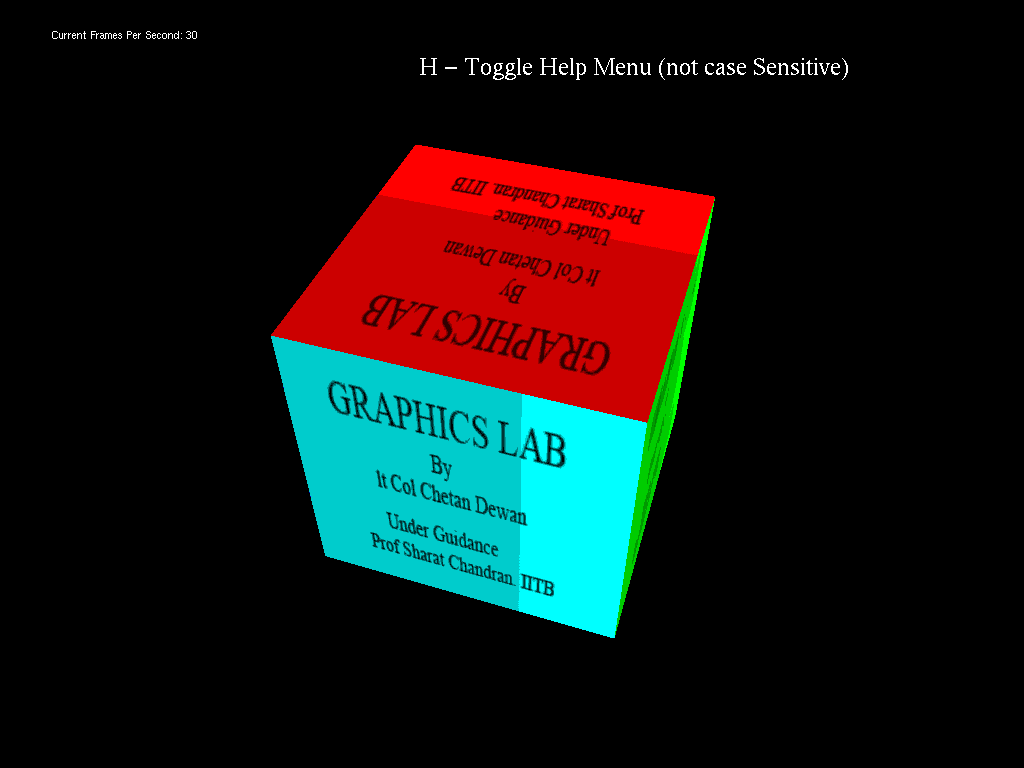 Current Frames Per Second: 30
H – Toggle Help Menu (not case Sensitive)
Prof Sharat Chandran. IITB
Under Guidance
lt Col Chetan Dewan
By
GRAPHICS LAB
GRAPHICS LAB
By
lt Col Chetan Dewan
Under Guidance
Prof Sharat Chandran. IITB